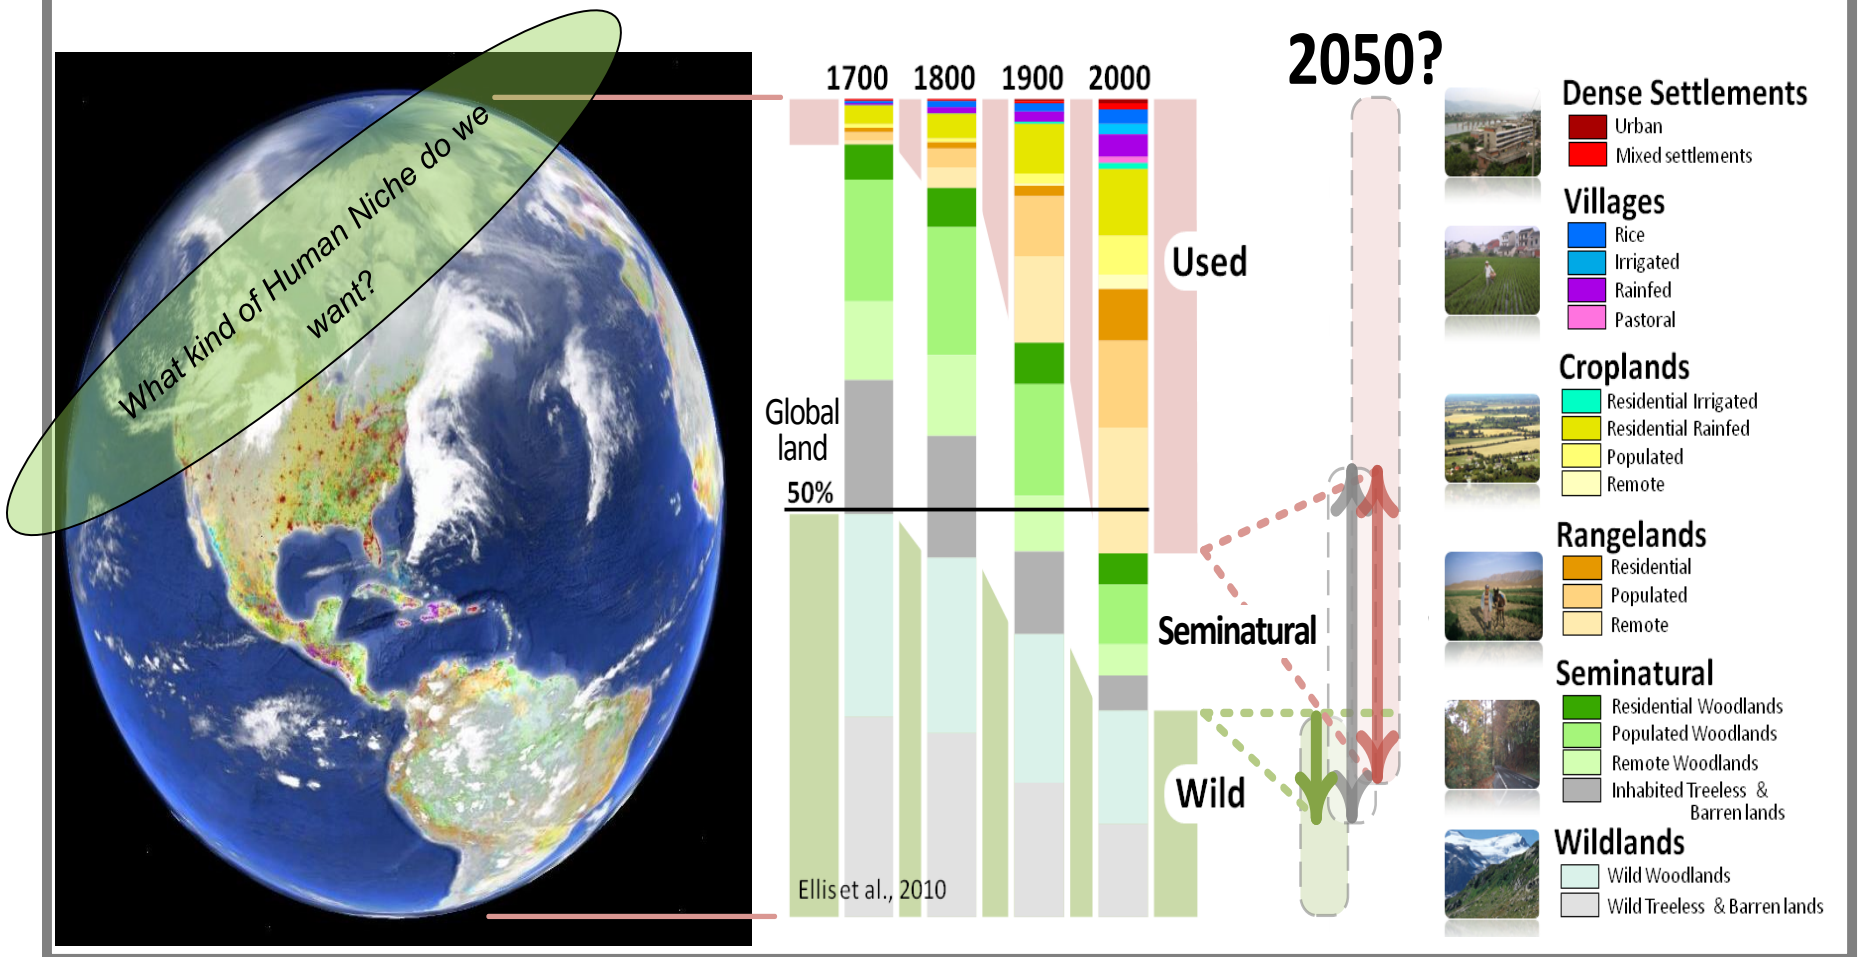 What kind of Human Niche do we
want?
1700
1800
1900
2000
2050?
Global
land
50%
Used
Seminatural
Wild
Ellis et al., 2010
Dense Settlements
Urban
Mixed settlements
Villages
Rice
Irrigated
Rainfed
Pastoral
Croplands
Residential Irrigated
Residential Rainfed
Populated
Remote
Rangelands
Residential
Populated
Remote
Seminatural
Residential Woodlands
Populated Woodlands
Remote Woodlands
Inhabited Treeless &
Barren lands
Wildlands
Wild Woodlands
Wild Treeless & Barren lands